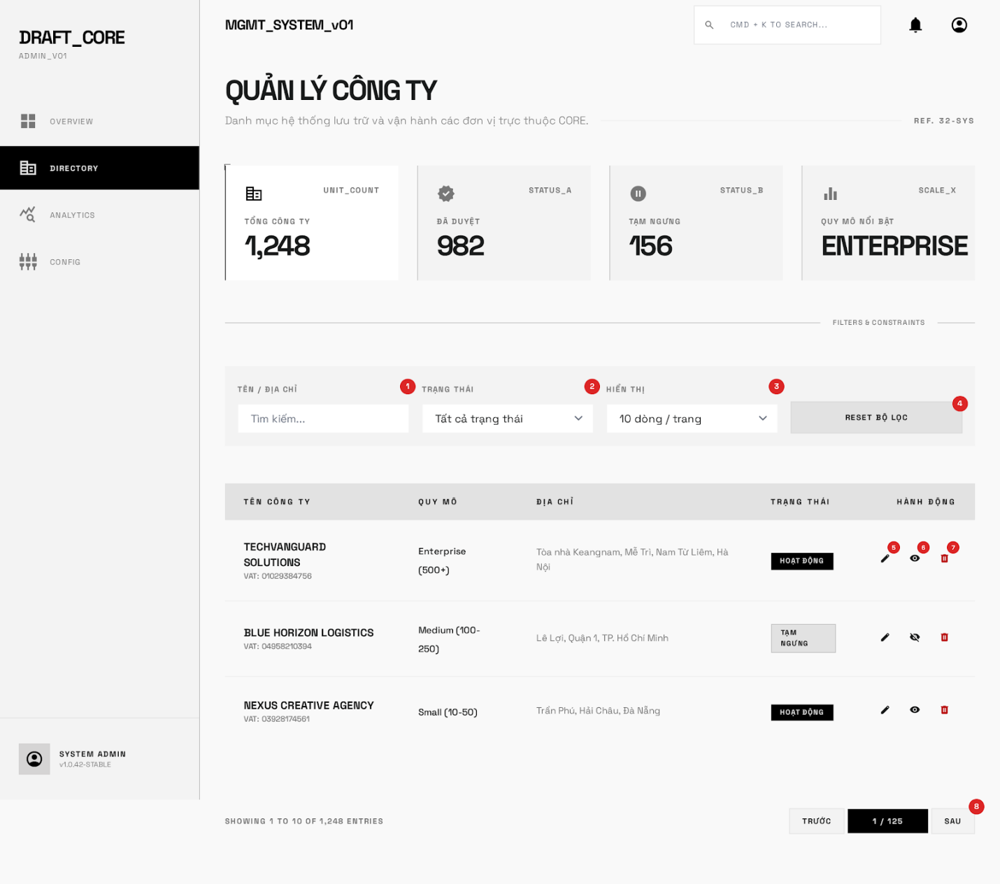 DRAFT_CORE
ADMIN_V01
OVERVIEW
DIRECTORY
ANALYTICS
CONFIG
SYSTEM ADMIN
v1.0.42-STABLE
MGMT_SYSTEM_v01
CMD + K TO SEARCH...
QUẢN LÝ CÔNG TY
Danh mục hệ thống lưu trữ và vận hành các đơn vị trực thuộc CORE.
REF. 32-SYS
UNIT_COUNT
TỔNG CÔNG TY
1,248
STATUS_A
ĐÃ DUYỆT
982
STATUS_B
TẠM NGƯNG
156
SCALE_X
QUY MÔ NỔI BẬT
ENTERPRISE
FILTERS & CONSTRAINTS
TÊN / ĐỊA CHỈ
1
Tìm kiếm...
TRẠNG THÁI
2
Tất cả trạng thái
HIỂN THỊ
3
10 dòng / trang
4
RESET BỘ LỌC
TÊN CÔNG TY QUY MÔ ĐỊA CHỈ TRẠNG THÁI HÀNH ĐỘNG
TECHVANGUARD
SOLUTIONS
VAT: 01029384756
Enterprise
(500+)
Tòa nhà Keangnam, Mễ Trì, Nam Từ Liêm, Hà
Nội
HOẠT ĐỘNG
5 6 7
BLUE HORIZON LOGISTICS
VAT: 04958210394
Medium (100-
250)
Lê Lợi, Quận 1, TP. Hồ Chí Minh
TẠM
NGƯNG
NEXUS CREATIVE AGENCY
VAT: 03928174561
Small (10-50)
Trần Phú, Hải Châu, Đà Nẵng
HOẠT ĐỘNG
SHOWING 1 TO 10 OF 1,248 ENTRIES
TRƯỚC
1 / 125
SAU
8